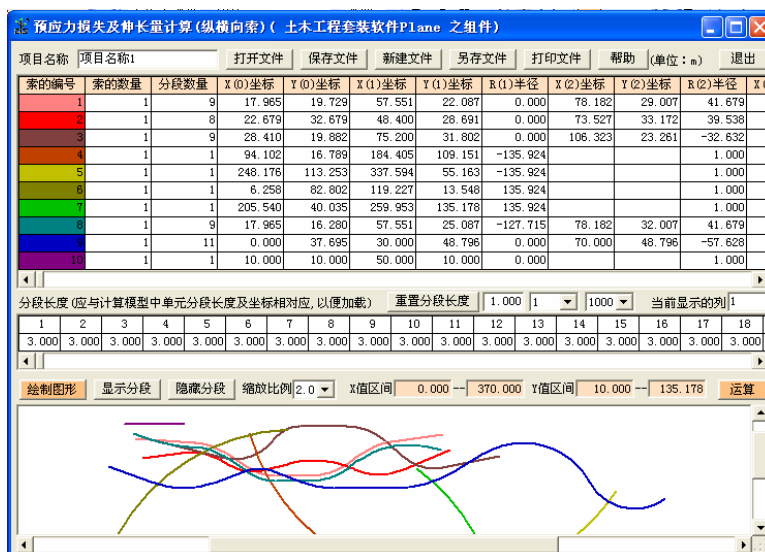 预应力损失及伸长量计算(纵横向索)( 土木工程套装软件Plane 之组件)
项目名称 项目名称1 打开文件 保存文件 新建文件 另存文件 打印文件 帮助 (单位:m) 退出
索的编号 索的数量 分段数量 X(0)坐标 Y(0)坐标 X(1)坐标 Y(1)坐标 R(1)半径 X(2)坐标 Y(2)坐标 R(2)半径 X(
1 1 9 17.965 19.729 57.551 22.087 0.000 78.182 29.007 41.679
2 1 8 22.679 32.679 48.400 28.691 0.000 73.527 33.172 39.538
3 1 9 28.410 19.882 75.200 31.802 0.000 106.323 23.261 -32.632
4 1 1 94.102 16.789 184.405 109.151 -135.924 1.000
5 1 1 248.176 113.253 337.594 55.163 -135.924 1.000
6 1 1 6.258 82.802 119.227 13.548 135.924 1.000
7 1 1 205.540 40.035 259.953 135.178 135.924 1.000
8 1 9 17.965 16.280 57.551 25.087 -127.715 78.182 32.007 41.679
9 1 11 0.000 37.695 30.000 48.796 0.000 70.000 48.796 -57.628
10 1 1 10.000 10.000 50.000 10.000 0.000 1.000
分段长度(应与计算模型中单元分段长度及坐标相对应,以便加载) 重置分段长度 1.000 1 1000 当前显示的列 1
1 2 3 4 5 6 7 8 9 10 11 12 13 14 15 16 17 18
3.000 3.000 3.000 3.000 3.000 3.000 3.000 3.000 3.000 3.000 3.000 3.000 3.000 3.000 3.000 3.000 3.000 3.000
绘制图形 显示分段 隐藏分段 缩放比例 2.0 X值区间 0.000 -- 370.000 Y值区间 10.000 -- 135.178 运算